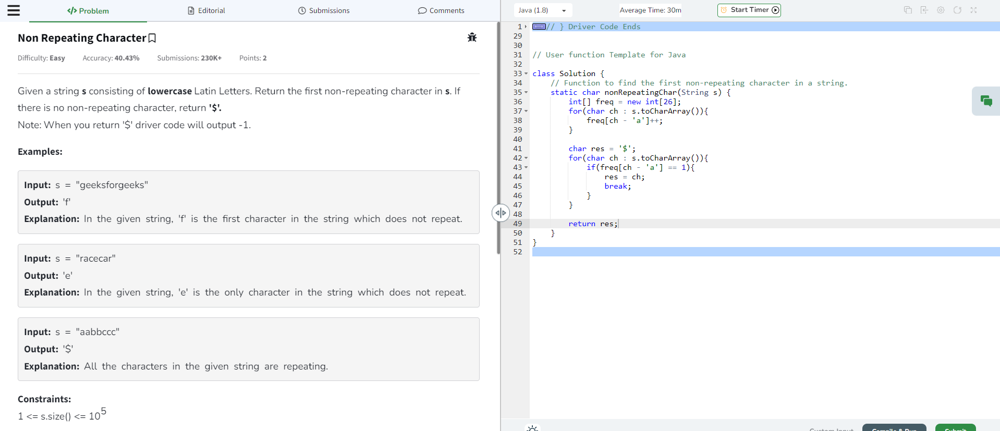 Problem
Editorial
Submissions
Comments
Non Repeating Character
Difficulty: Easy Accuracy: 40.43% Submissions: 230K+ Points: 2
Given a string s consisting of lowercase Latin Letters. Return the first non-repeating character in s. If
there is no non-repeating character, return '$'.
Note: When you return '$' driver code will output -1.
Examples:
Input: s = "geeksforgeeks"
Output: 'f'
Explanation: In the given string, 'f' is the first character in the string which does not repeat.
Input: s = "racecar"
Output: 'e'
Explanation: In the given string, 'e' is the only character in the string which does not repeat.
Input: s = "aabbccc"
Output: '$'
Explanation: All the characters in the given string are repeating.
Constraints:
1 <= s.size() <= 10^5
Java (1.8)
Average Time: 30m
Start Timer
1 // } Driver Code Ends
29
30
31 // User function Template for Java
32
33 class Solution {
34     // Function to find the first non-repeating character in a string.
35     static char nonRepeatingChar(String s) {
36         int[] freq = new int[26];
37         for(char ch : s.toCharArray()){
38             freq[ch - 'a']++;
39         }
40
41         char res = '$';
42         for(char ch : s.toCharArray()){
43             if(freq[ch - 'a'] == 1){
44                 res = ch;
45                 break;
46             }
47         }
48
49         return res;
50     }
51 }
52
Custom Input
Compile & Run
Submit